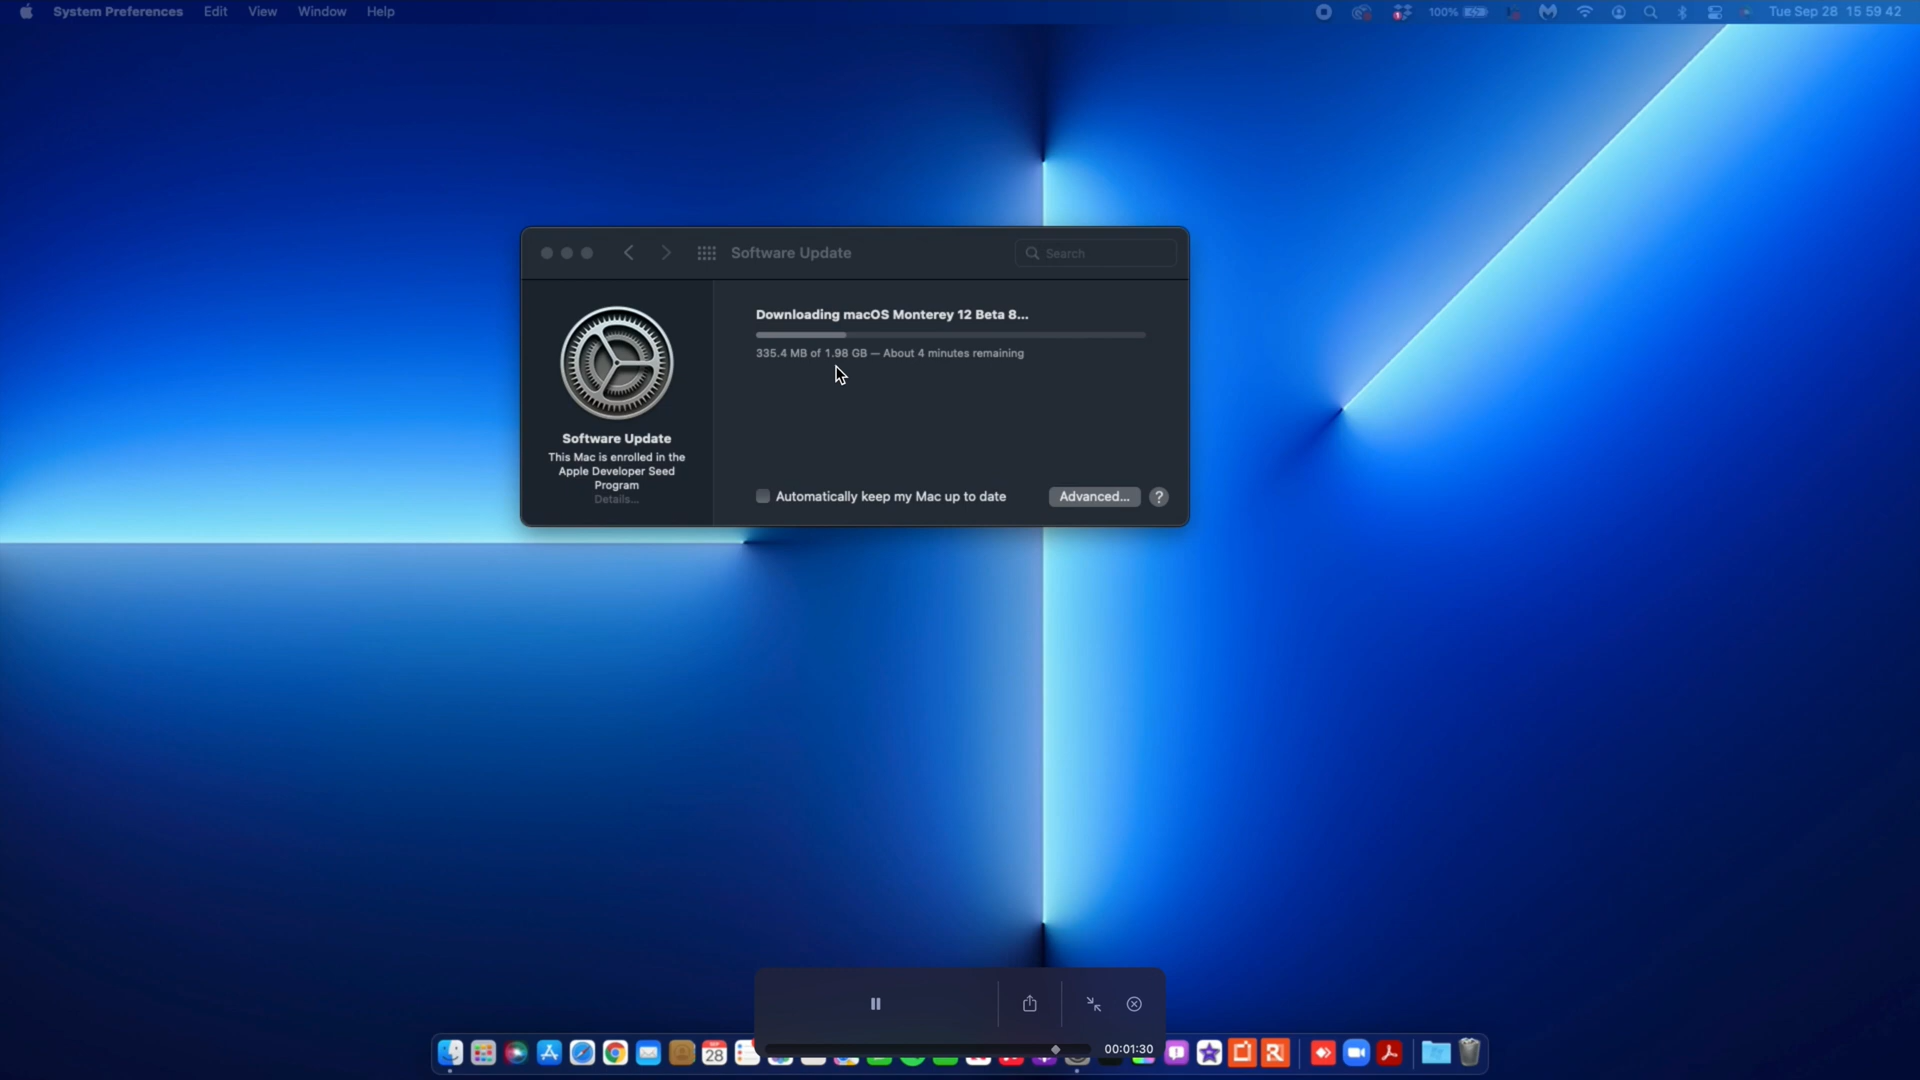 System Preferences Edit View Window Help
100%
Tue Sep 28 15 59 42
Software Update
Search
Downloading macOS Monterey 12 Beta 8...
335.4 MB of 1.98 GB — About 4 minutes remaining
Software Update
This Mac is enrolled in the
Apple Developer Seed
Program
Details...
Automatically keep my Mac up to date
Advanced...
?
00:01:30
28